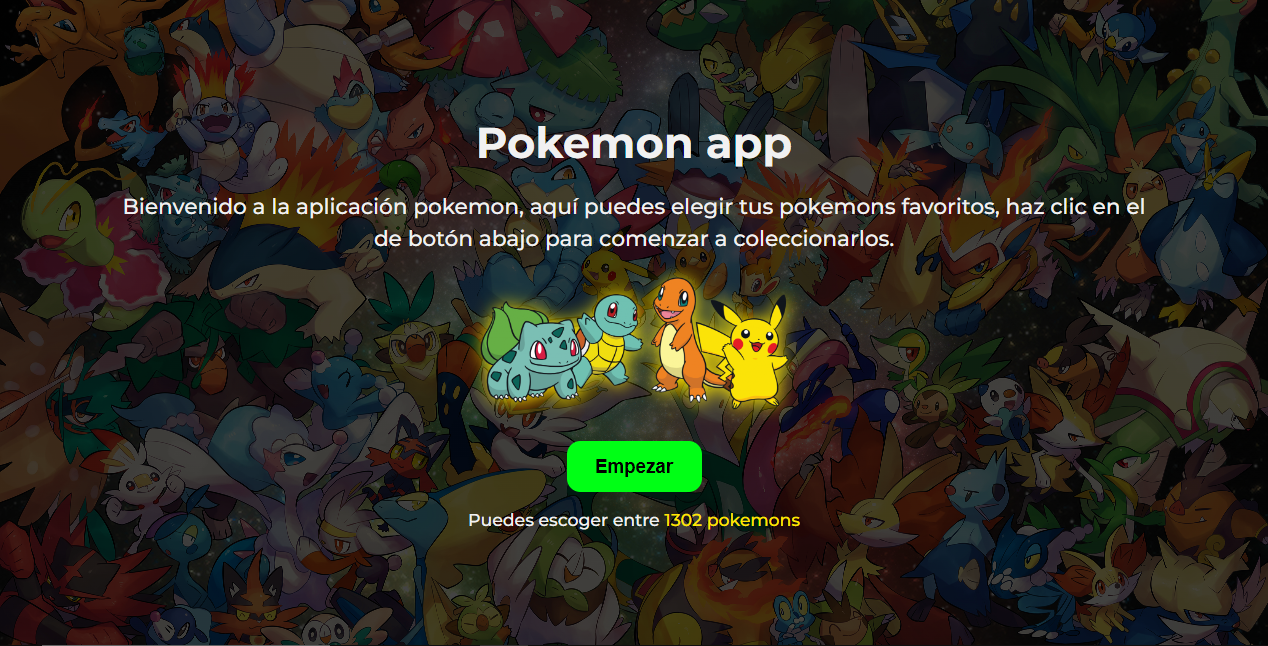 Pokemon app
Bienvenido a la aplicación pokemon, aquí puedes elegir tus pokemons favoritos, haz clic en el
de botón abajo para comenzar a coleccionarlos.
Empezar
Puedes escoger entre 1302 pokemons